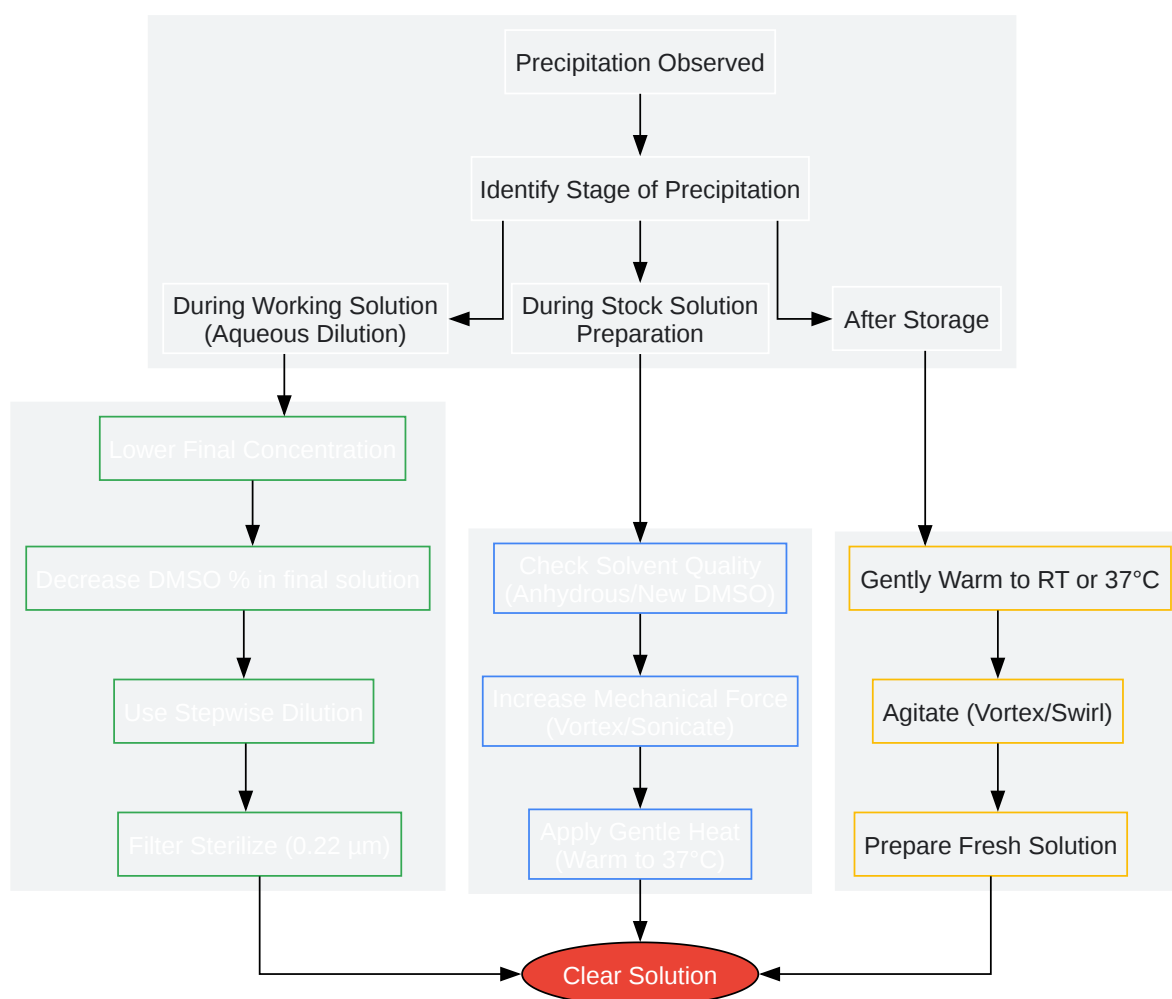 Precipitation Observed
Identify Stage of Precipitation
During Working Solution
(Aqueous Dilution)
During Stock Solution
Preparation
After Storage
Lower Final Concentration
Decrease DMSO % in final solution
Use Stepwise Dilution
Filter Sterilize (0.22 µm)
Check Solvent Quality
(Anhydrous/New DMSO)
Increase Mechanical Force
(Vortex/Sonicate)
Apply Gentle Heat
(Warm to 37°C)
Gently Warm to RT or 37°C
Agitate (Vortex/Swirl)
Prepare Fresh Solution
Clear Solution